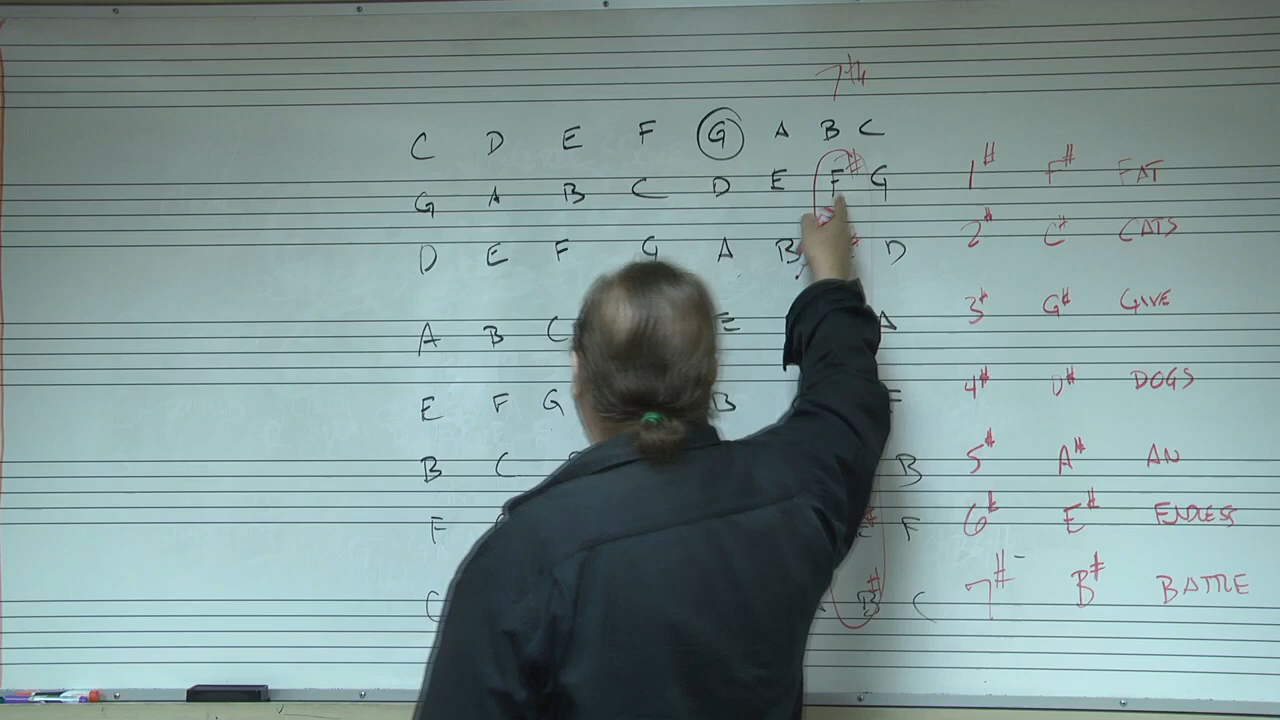 7th
C D E F G A B C
G A B C D E F# G 1# F# FAT
D E F G A B # D 2# C# CATS
A B C E A 3# G# GIVE
E F G B E 4# D# DOGS
B C B 5# A# AN
F E# F 6# E# ENDLESS
C B# C 7# B# BATTLE